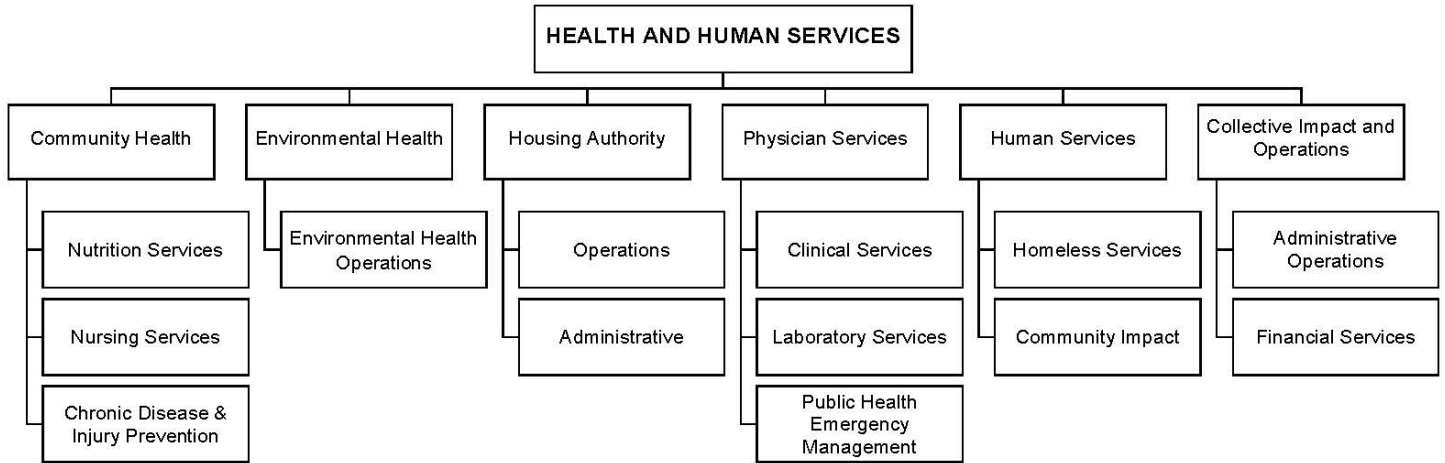 HEALTH AND HUMAN SERVICES
Community Health
Environmental Health
Housing Authority
Physician Services
Human Services
Collective Impact and
Operations
Nutrition Services
Environmental Health
Operations
Operations
Clinical Services
Homeless Services
Administrative
Operations
Nursing Services
Administrative
Laboratory Services
Community Impact
Financial Services
Chronic Disease &
Injury Prevention
Public Health
Emergency
Management